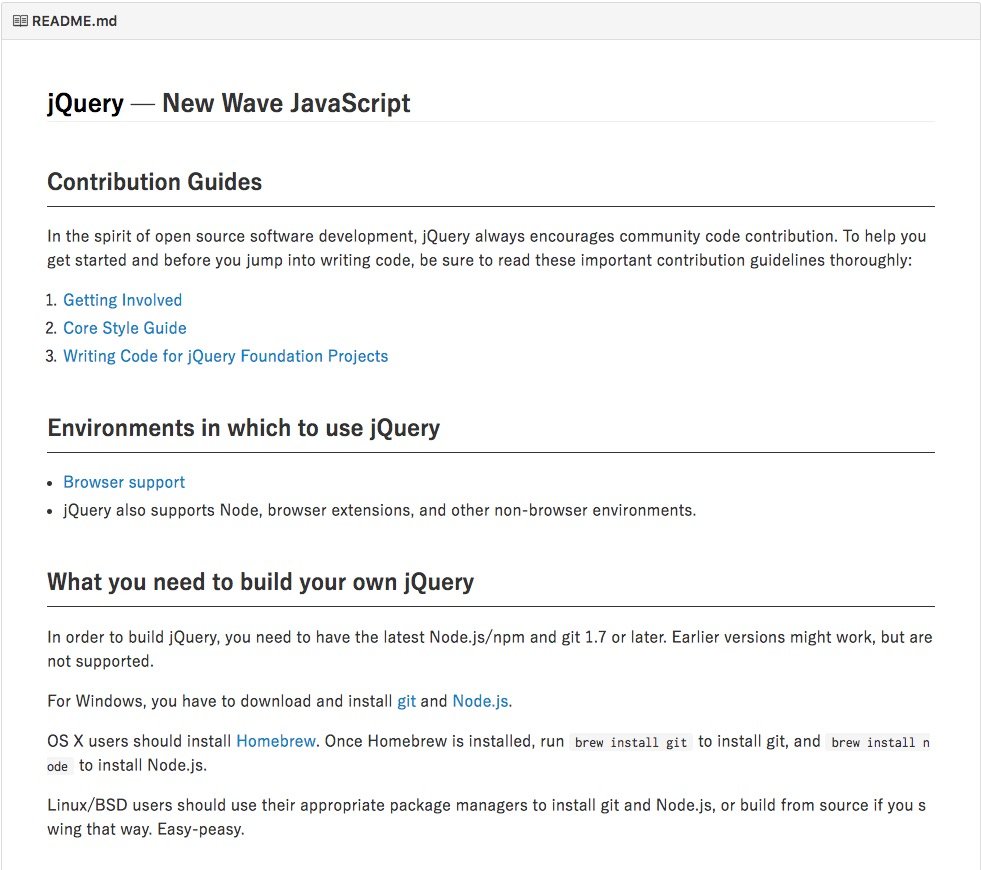 README.md
jQuery — New Wave JavaScript
Contribution Guides
In the spirit of open source software development, jQuery always encourages community code contribution. To help you
get started and before you jump into writing code, be sure to read these important contribution guidelines thoroughly:
1. Getting Involved
2. Core Style Guide
3. Writing Code for jQuery Foundation Projects
Environments in which to use jQuery
• Browser support
• jQuery also supports Node, browser extensions, and other non-browser environments.
What you need to build your own jQuery
In order to build jQuery, you need to have the latest Node.js/npm and git 1.7 or later. Earlier versions might work, but are
not supported.
For Windows, you have to download and install git and Node.js.
OS X users should install Homebrew. Once Homebrew is installed, run brew install git to install git, and brew install n
ode to install Node.js.
Linux/BSD users should use their appropriate package managers to install git and Node.js, or build from source if you s
wing that way. Easy-peasy.